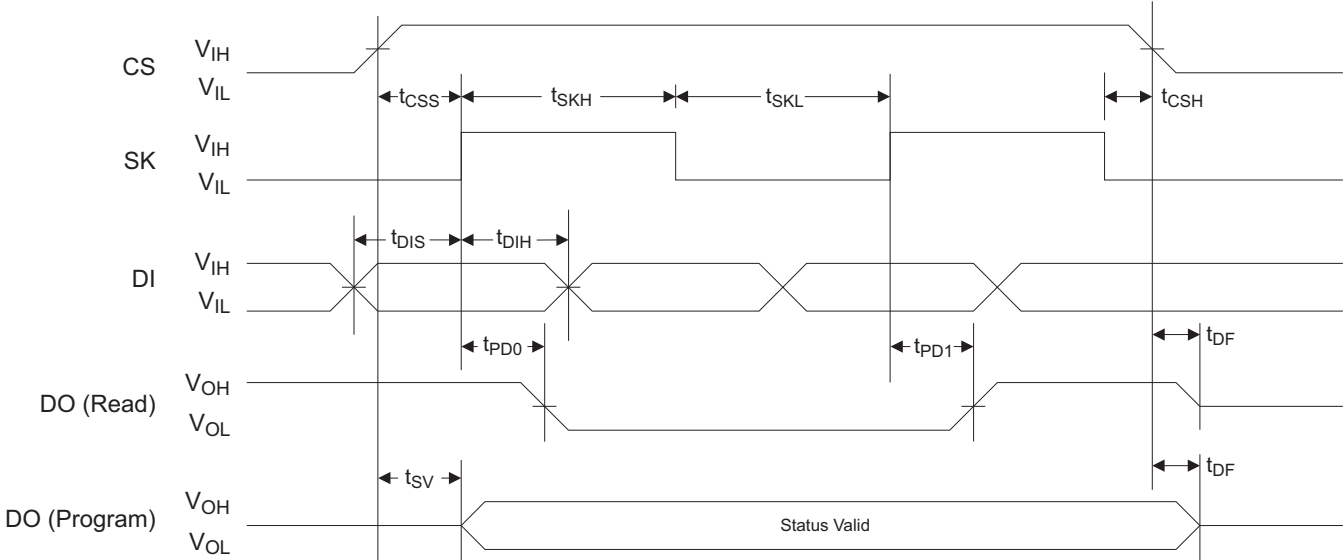 CS V_IH
V_IL
t_CSS t_SKH t_SKL t_CSH
SK V_IH
V_IL
t_DIS t_DIH
DI V_IH
V_IL
t_PD0 t_PD1 t_DF
DO (Read) V_OH
V_OL
t_SV t_DF
DO (Program) V_OH
Status Valid
V_OL